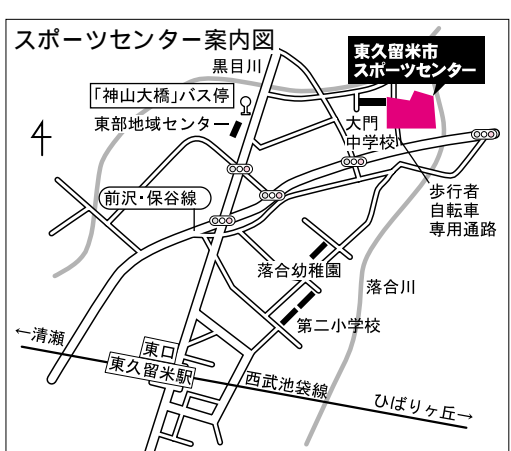 スポーツセンター案内図
東久留米市
スポーツセンター
黒目川
「神山大橋」バス停
東部地域センター
大門
中学校
歩行者
自転車
専用通路
前沢・保谷線
落合幼稚園
落合川
第二小学校
←清瀬
東口
東久留米駅
西武池袋線
ひばりヶ丘→